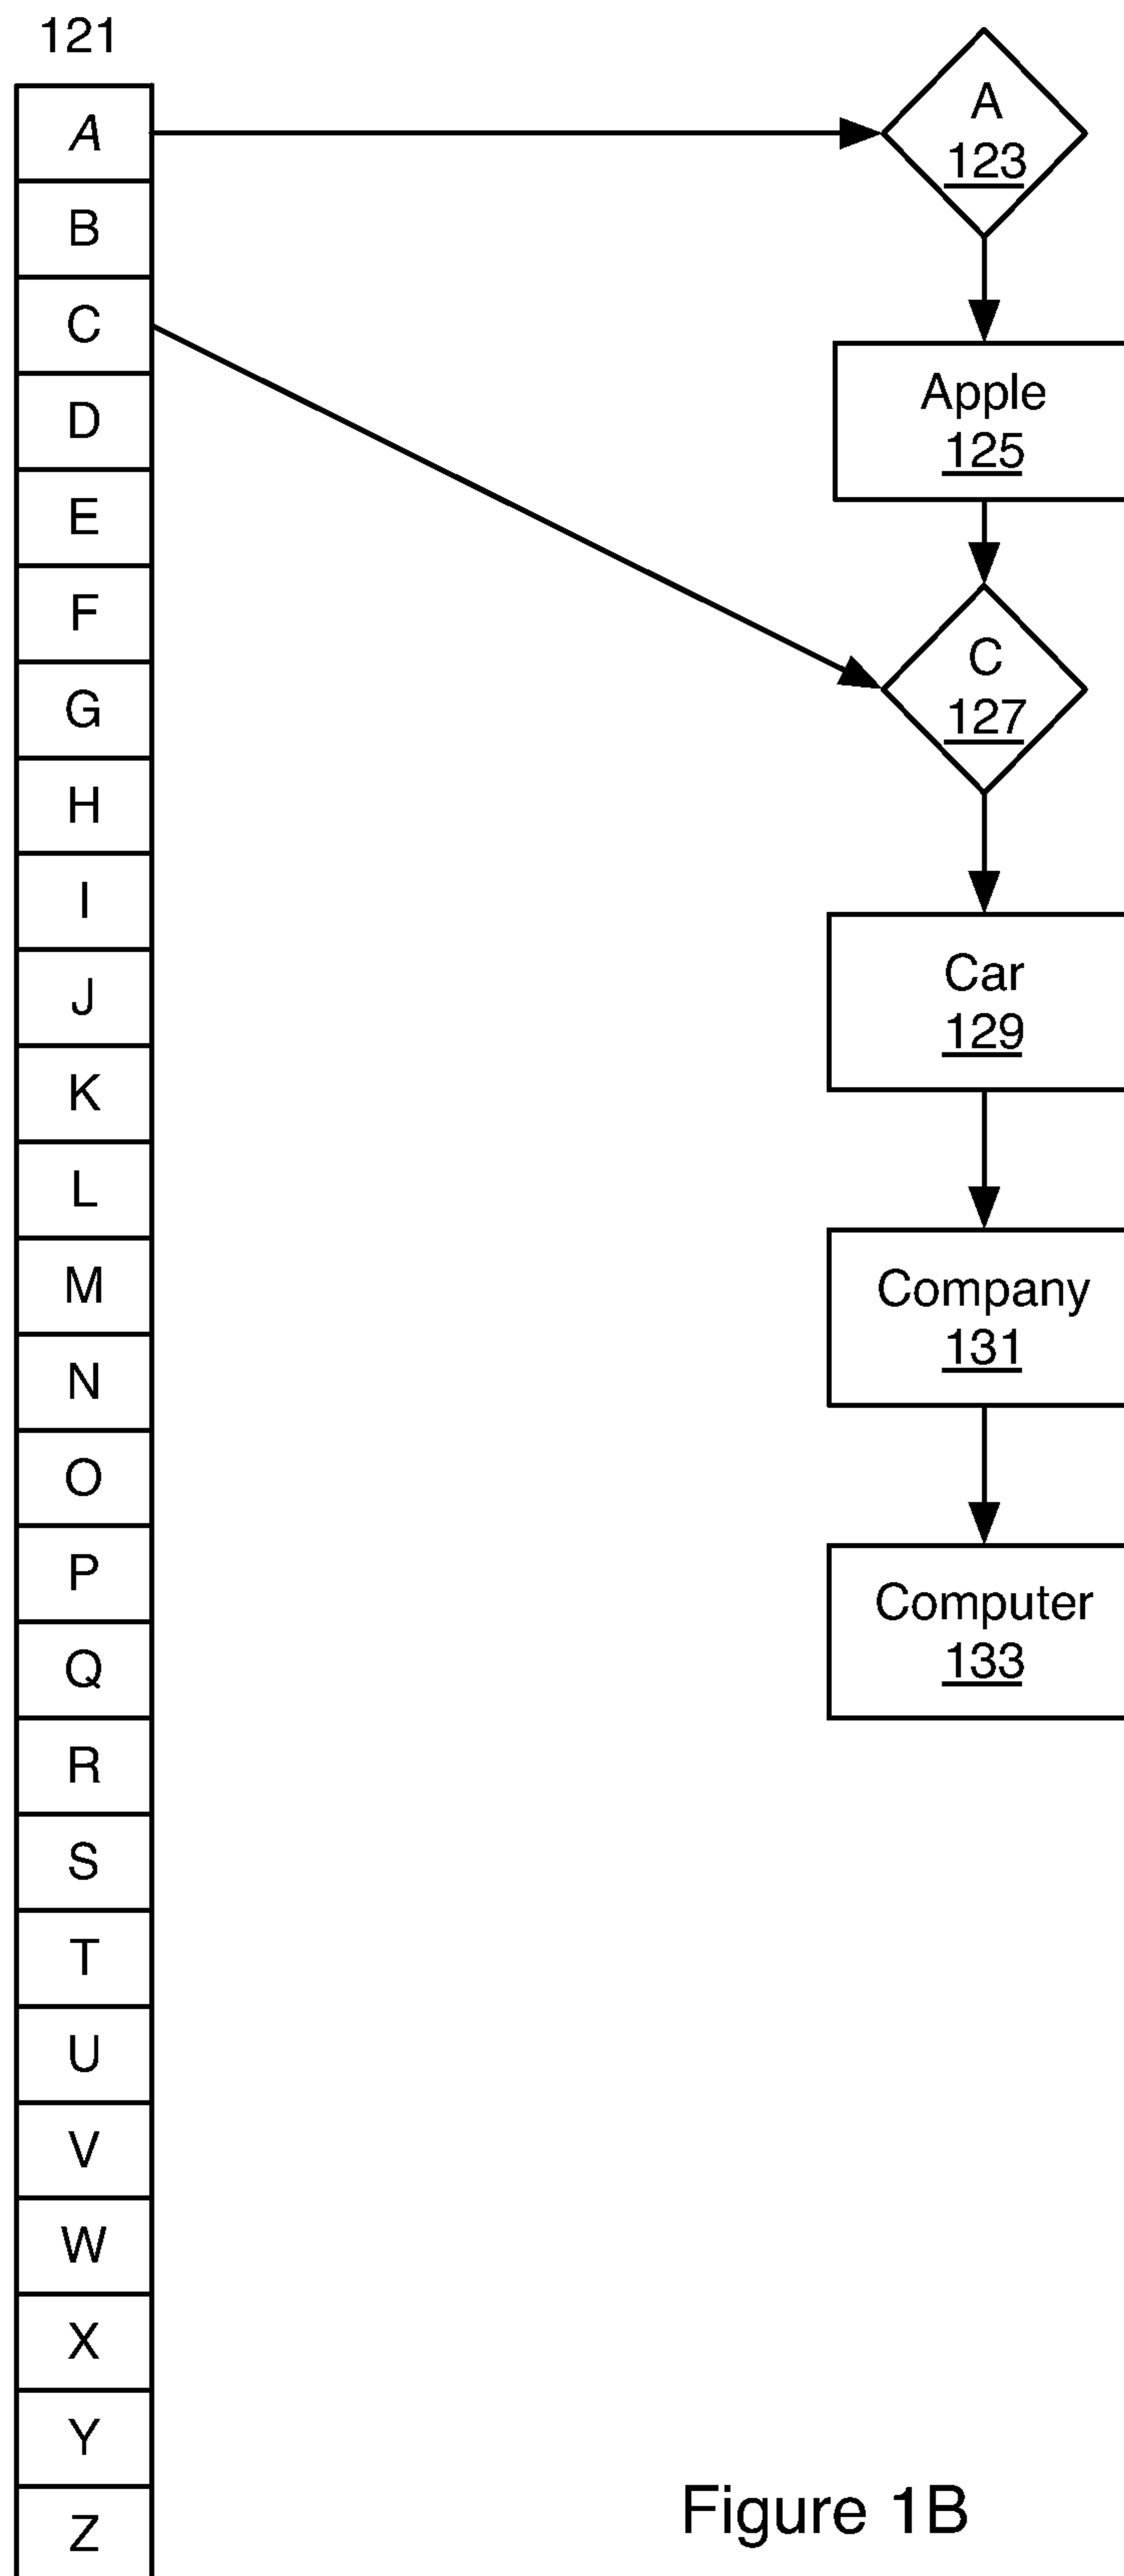 121
A
B
C
D
E
F
G
H
I
J
K
L
M
N
O
P
Q
R
S
T
U
V
W
X
Y
Z
A
123
Apple
125
C
127
Car
129
Company
131
Computer
133
Figure 1B